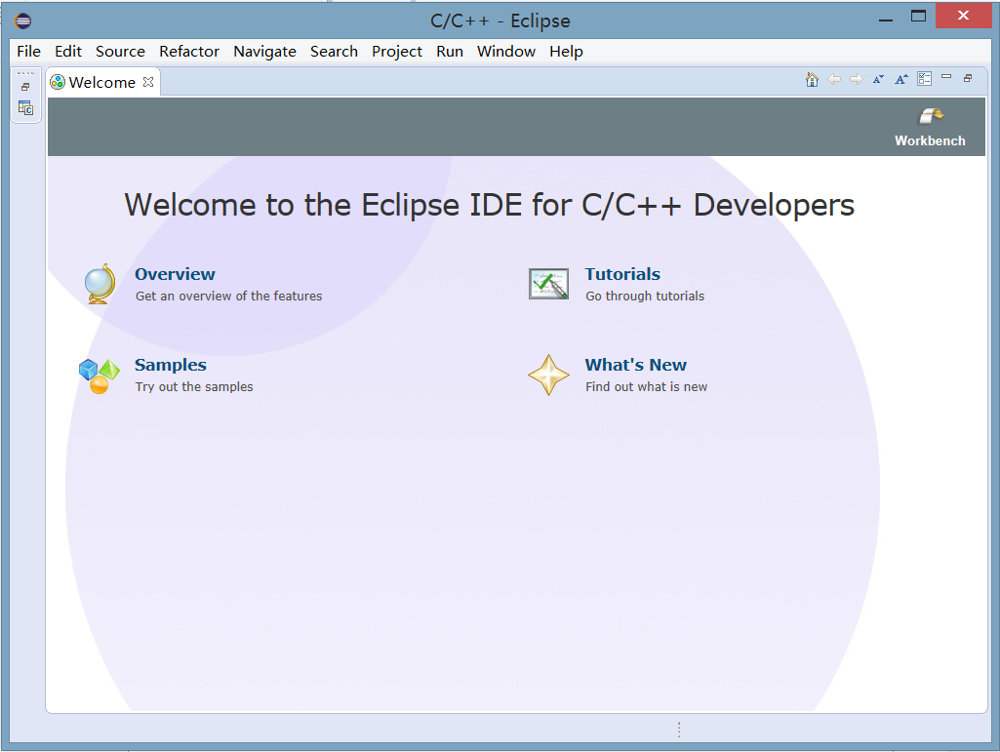 C/C++ - Eclipse
File Edit Source Refactor Navigate Search Project Run Window Help
Welcome
Workbench
Welcome to the Eclipse IDE for C/C++ Developers
Overview
Get an overview of the features
Tutorials
Go through tutorials
Samples
Try out the samples
What's New
Find out what is new